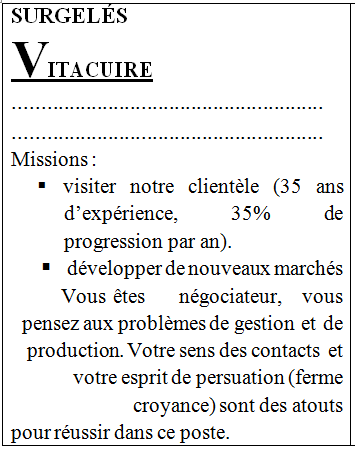 SURGELÉS
VITACUIRE
.......................................................
.......................................................
Missions :
▪ visiter notre clientèle (35 ans
d’expérience, 35% de
progression par an).
▪ développer de nouveaux marchés
Vous êtes négociateur, vous
pensez aux problèmes de gestion et de
production. Votre sens des contacts et
votre esprit de persuation (ferme
croyance) sont des atouts
pour réussir dans ce poste.